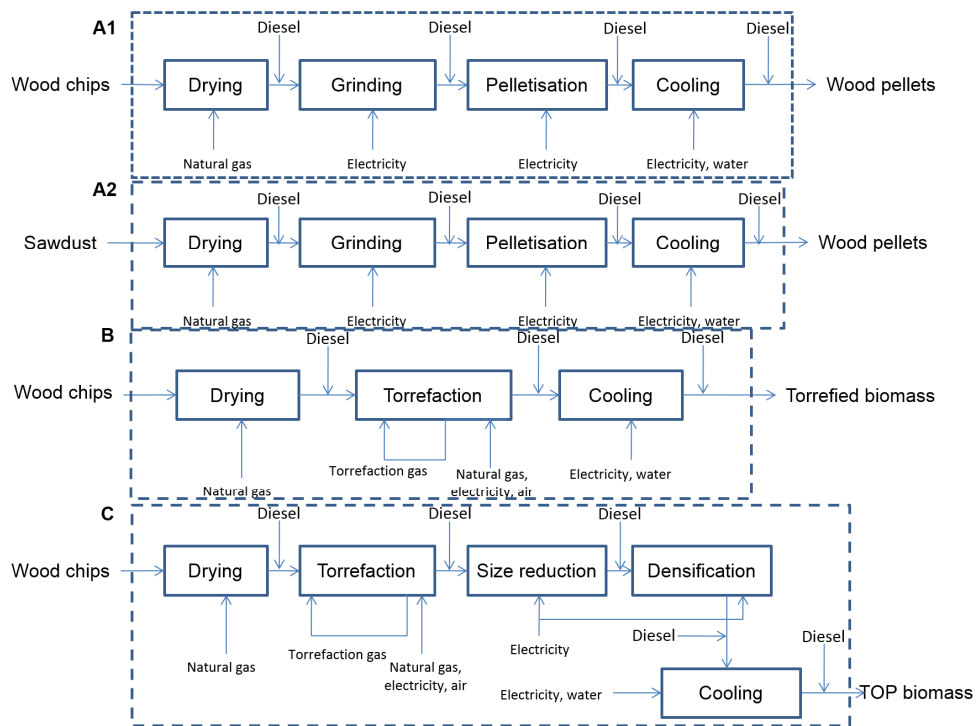 A1
Diesel Diesel Diesel Diesel
Wood chips Drying Grinding Pelletisation Cooling Wood pellets
Natural gas Electricity Electricity Electricity, water
A2
Diesel Diesel Diesel Diesel
Sawdust Drying Grinding Pelletisation Cooling Wood pellets
Natural gas Electricity Electricity Electricity, water
B
Diesel Diesel Diesel
Wood chips Drying Torrefaction Cooling Torrefied biomass
Torrefaction gas Natural gas, Electricity, water
Natural gas electricity, air
C
Diesel Diesel Diesel
Wood chips Drying Torrefaction Size reduction Densification
Diesel Diesel
Torrefaction gas Electricity
Natural gas Natural gas,
electricity, air
Electricity, water Cooling TOP biomass